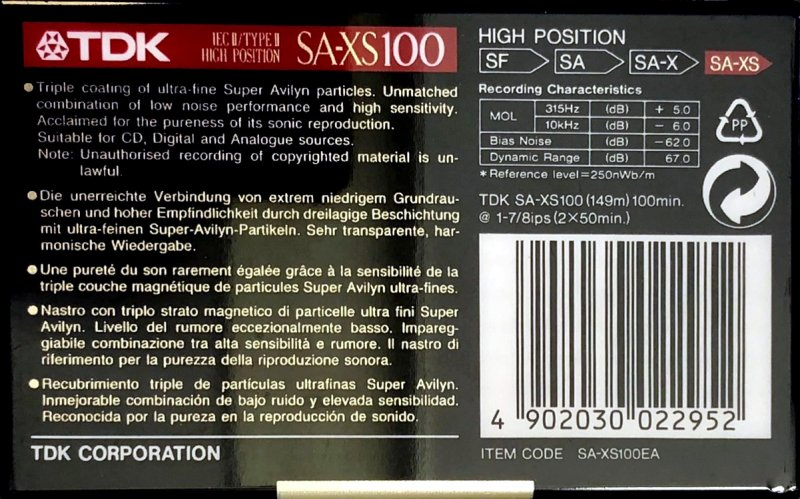 TDK IEC II/TYPE II HIGH POSITION SA-XS100
● Triple coating of ultra-fine Super Avilyn particles. Unmatched
combination of low noise performance and high sensitivity.
Acclaimed for the pureness of its sonic reproduction.
Suitable for CD, Digital and Analogue sources.
Note: Unauthorised recording of copyrighted material is un-
lawful.
● Die unerreichte Verbindung von extrem niedrigem Grundrau-
schen und hoher Empfindlichkeit durch dreilagige Beschichtung
mit ultra-feinen Super-Avilyn-Partikeln. Sehr transparente, har-
monische Wiedergabe.
● Une pureté du son rarement égalée grâce à la sensibilité de la
triple couche magnétique de particules Super Avilyn ultra-fines.
● Nastro con triplo strato magnetico di particelle ultra fini Super
Avilyn. Livello del rumore eccezionalmente basso. Impareg-
giabile combinazione tra alta sensibilità e rumore. Il nastro di
riferimento per la purezza della riproduzione sonora.
● Recubrimiento triple de partículas ultrafinas Super Avilyn.
Inmejorable combinación de bajo ruido y elevada sensibilidad.
Reconocida por la pureza en la reproducción de sonido.
TDK CORPORATION
HIGH POSITION
SF SA SA-X SA-XS
Recording Characteristics
MOL 315Hz (dB) + 5.0
10kHz (dB) − 6.0
Bias Noise (dB) −62.0
Dynamic Range (dB) 67.0
* Reference level=250nWb/m
PP
TDK SA-XS100 (149m) 100min.
@ 1-7/8ips (2×50min.)
4 902030 022952
ITEM CODE SA-XS100EA